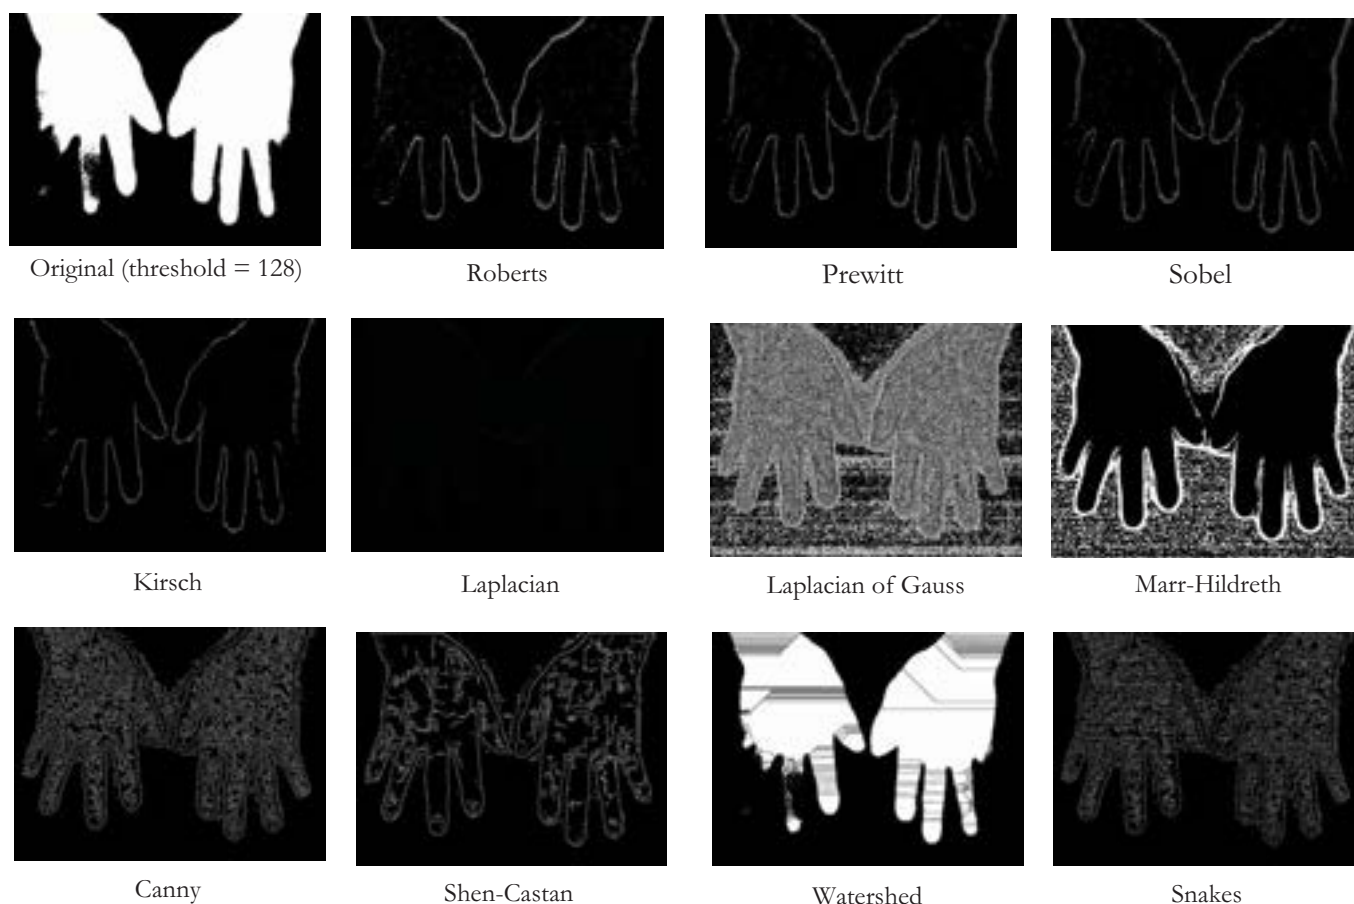 Original (threshold = 128)
Roberts
Prewitt
Sobel
Kirsch
Laplacian
Laplacian of Gauss
Marr-Hildreth
Canny
Shen-Castan
Watershed
Snakes